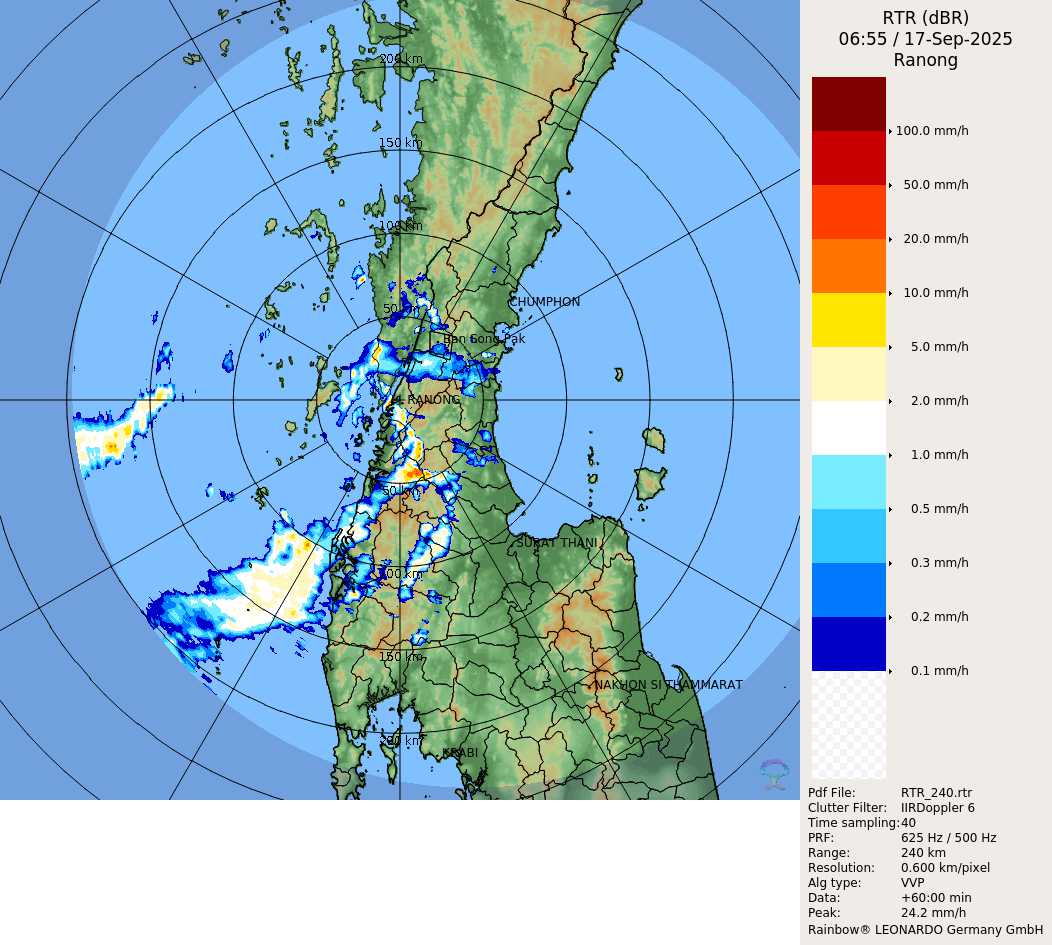 RTR (dBR)
06:55 / 17-Sep-2025
Ranong
200 km
150 km
100 km
50 km
CHUMPHON
Ban Gong Pak
RANONG
50 km
SURAT THANI
100 km
150 km
NAKHON SI THAMMARAT
200 km
KRABI
100.0 mm/h
50.0 mm/h
20.0 mm/h
10.0 mm/h
5.0 mm/h
2.0 mm/h
1.0 mm/h
0.5 mm/h
0.3 mm/h
0.2 mm/h
0.1 mm/h
Pdf File: RTR_240.rtr
Clutter Filter: IIRDoppler 6
Time sampling:40
PRF: 625 Hz / 500 Hz
Range: 240 km
Resolution: 0.600 km/pixel
Alg type: VVP
Data: +60:00 min
Peak: 24.2 mm/h
Rainbow® LEONARDO Germany GmbH